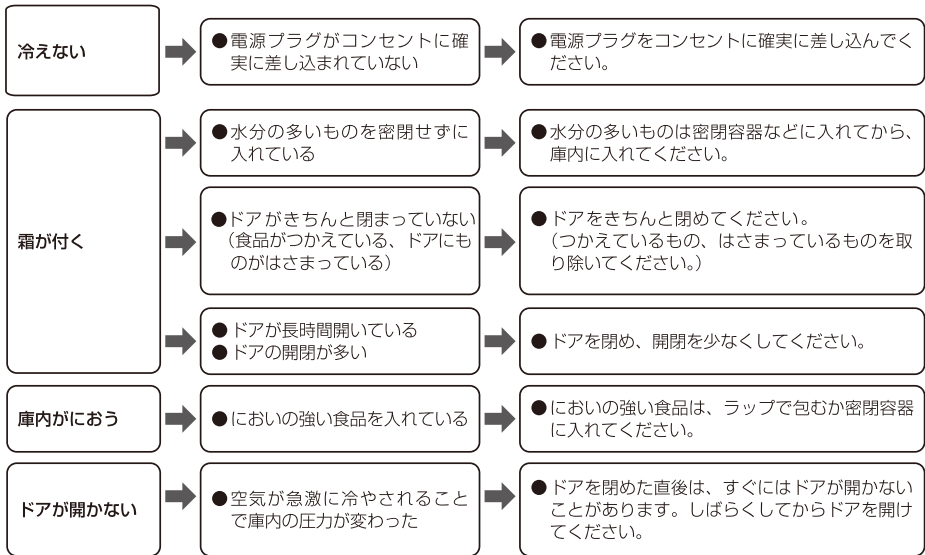 冷えない
●電源プラグがコンセントに確
実に差し込まれていない
●電源プラグをコンセントに確実に差し込んでく
ださい。
霜が付く
●水分の多いものを密閉せずに
入れている
●水分の多いものは密閉容器などに入れてから、
庫内に入れてください。
●ドアがきちんと閉まっていない
（食品がつかえている、ドアにも
のがはさまっている）
●ドアをきちんと閉めてください。
（つかえているもの、はさまっているものを取
り除いてください。）
●ドアが長時間開いている
●ドアの開閉が多い
●ドアを閉め、開閉を少なくしてください。
庫内がにおう
●においの強い食品を入れている
●においの強い食品は、ラップで包むか密閉容器
に入れてください。
ドアが開かない
●空気が急激に冷やされること
で庫内の圧力が変わった
●ドアを閉めた直後は、すぐにはドアが開かない
ことがあります。しばらくしてからドアを開け
てください。